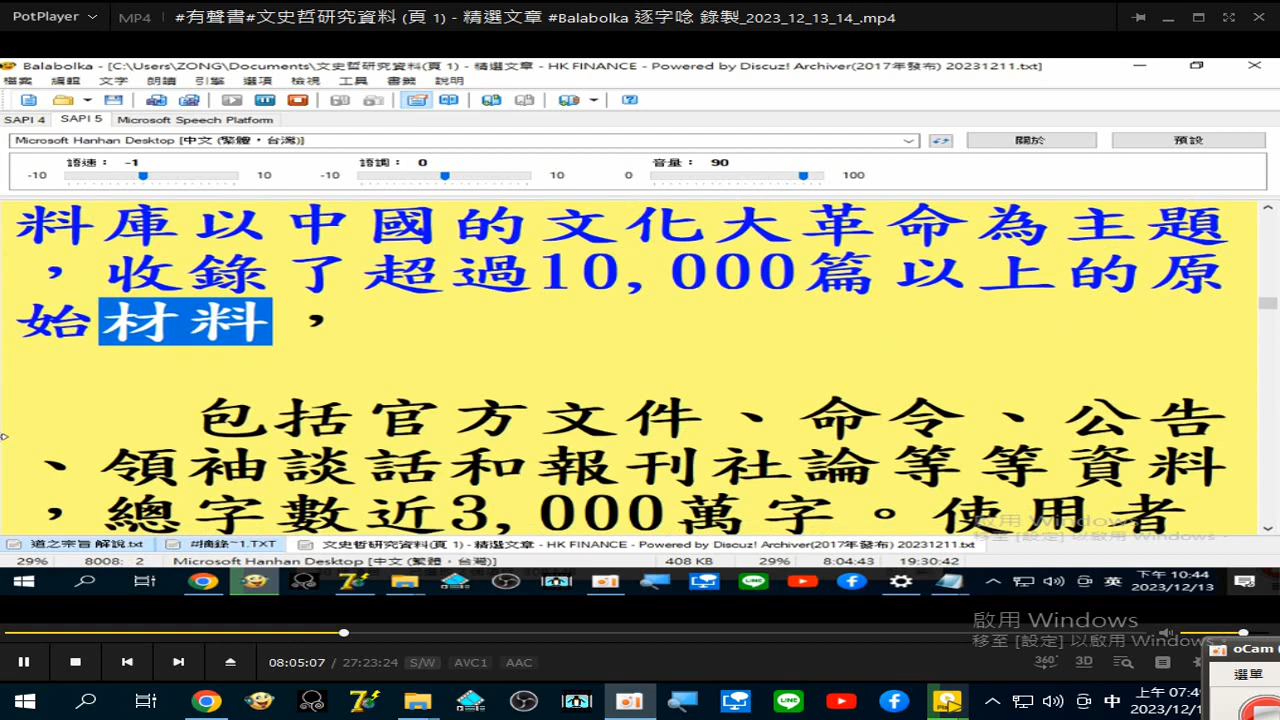 PotPlayer MP4 #有聲書#文史哲研究資料 (頁 1) - 精選文章 #Balabolka 逐字唸 錄製_2023_12_13_14_.mp4
Balabolka - [C:\Users\ZONG\Documents\文史哲研究資料(頁 1) - 精選文章 - HK FINANCE - Powered by Discuz! Archiver(2017年發布) 20231211.txt]
檔案 編輯 文字 朗讀 引擎 選項 檢視 工具 書籤 說明
SAPI 4 SAPI 5 Microsoft Speech Platform
Microsoft Hanhan Desktop [中文 (繁體，台灣)] 關於 預設
語速： -1 語調： 0 音量： 90
-10 10 -10 10 0 100
料庫以中國的文化大革命為主題
，收錄了超過10,000篇以上的原
始材料，
包括官方文件、命令、公告
、領袖談話和報刊社論等等資料
，總字數近3,000萬字。使用者
啟用 Windows
移至 [設定] 以啟用 Windows。
道之宗旨 解說.txt #摘錄~1.TXT 文史哲研究資料(頁 1) - 精選文章 - HK FINANCE - Powered by Discuz! Archiver(2017年發布) 20231211.txt
29% 8008: 2 Microsoft Hanhan Desktop [中文 (繁體，台灣)] 408 KB 29% 8:04:43 19:30:42
英 下午 10:44
2023/12/13
啟用 Windows
移至 [設定] 以啟用 Windows。
08:05:07 / 27:23:24 S/W AVC1 AAC 360° 3D
oCam
選單
中 上午 07:4
2023/12/1